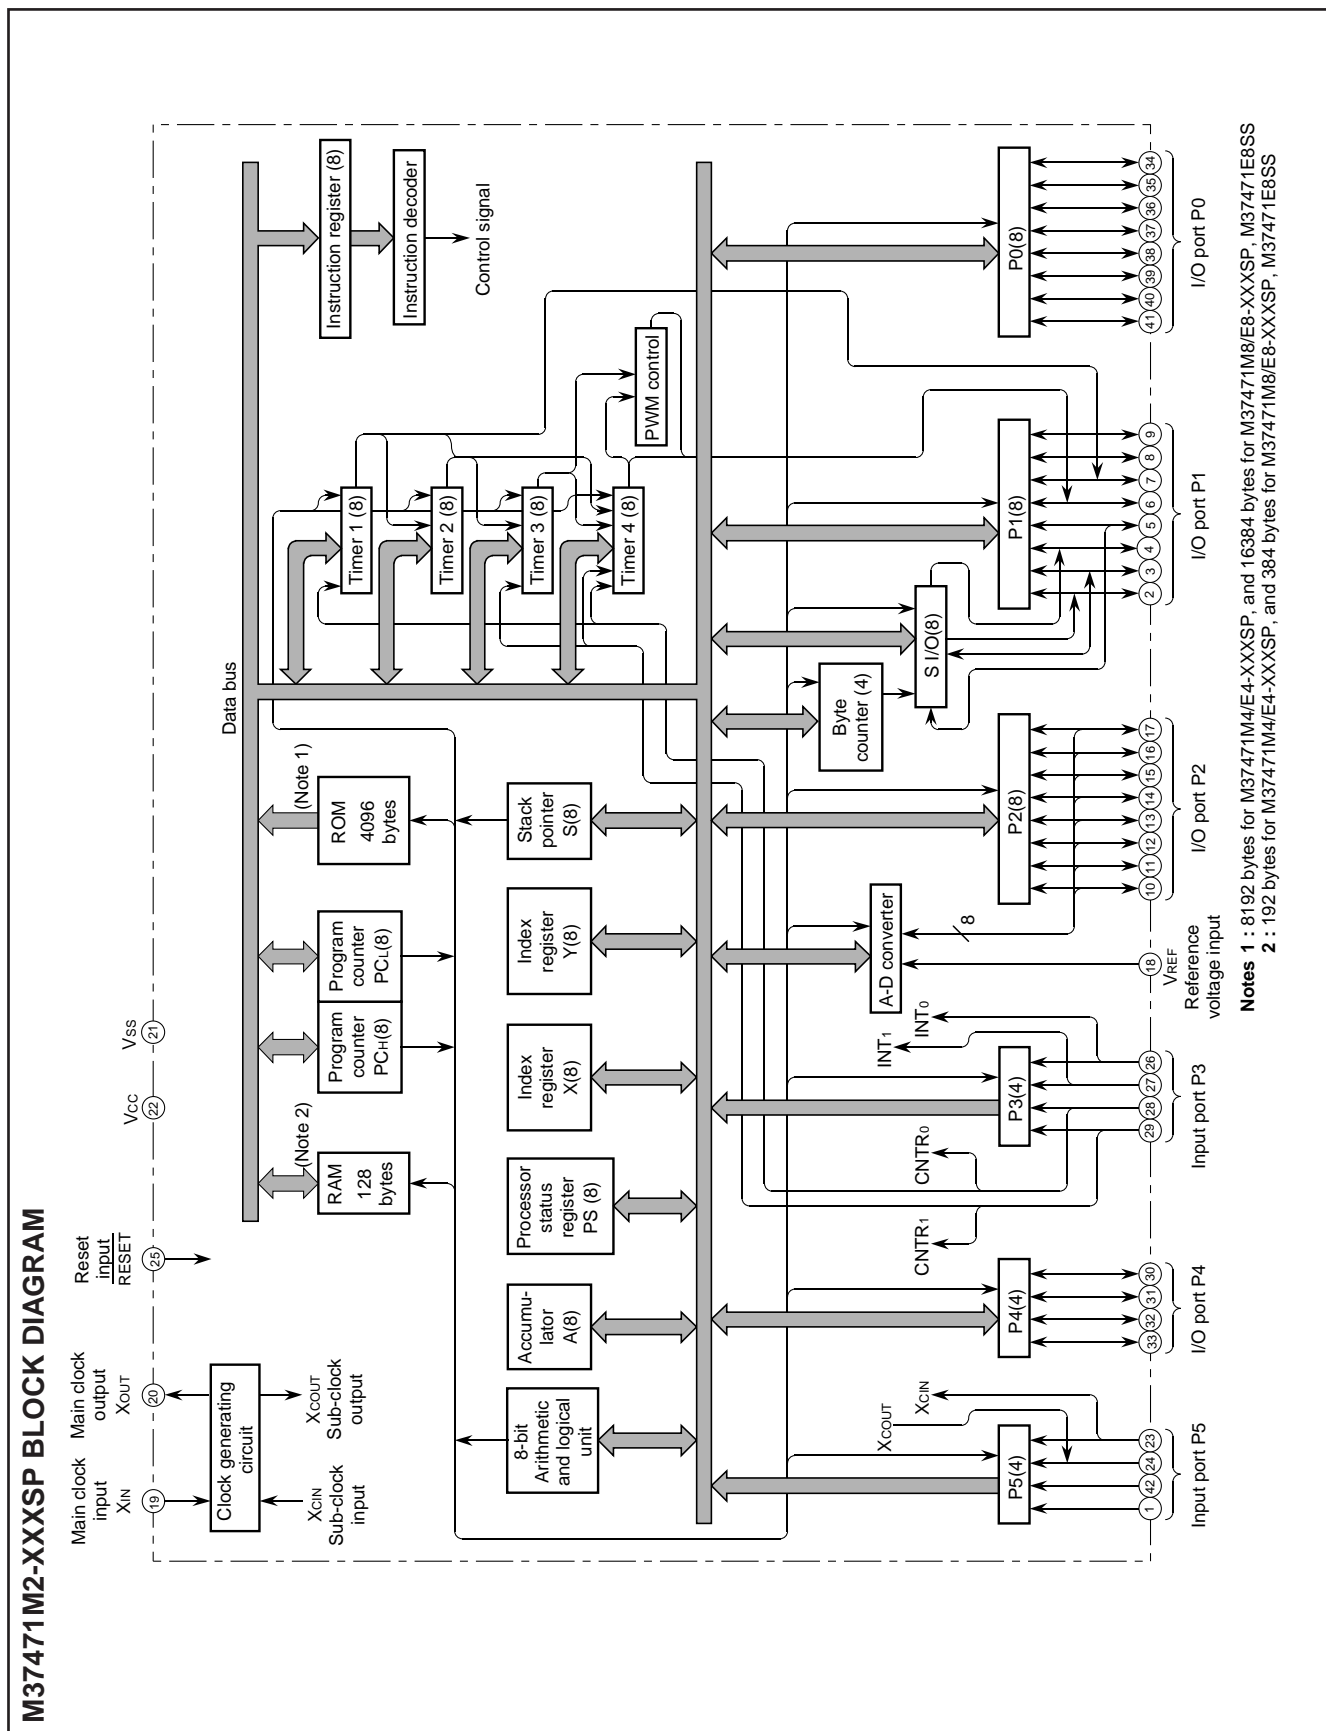 M37471M2-XXXSP BLOCK DIAGRAM
Main clock
input
XIN
19
Main clock
output
XOUT
20
Reset
input
RESET
25
VCC
22
VSS
21
Clock generating
circuit
XCIN
Sub-clock
input
XCOUT
Sub-clock
output
Data bus
RAM
128
bytes
(Note 2)
Program
counter
PCH(8)
Program
counter
PCL(8)
ROM
4096
bytes
(Note 1)
Timer 1 (8)
Timer 2 (8)
Timer 3 (8)
Timer 4 (8)
Instruction register (8)
Instruction decoder
Control signal
PWM control
8-bit
Arithmetic
and logical
unit
Accumu-
lator
A(8)
Processor
status
register
PS (8)
Index
register
X(8)
Index
register
Y(8)
Stack
pointer
S(8)
Byte
counter (4)
S I/O(8)
A-D converter
8
XCOUT
XCIN
CNTR1
CNTR0
INT1
INT0
P5(4)
P4(4)
P3(4)
P2(8)
P1(8)
P0(8)
1 42 24 23
33 32 31 30
29 28 27 26
18
10 11 12 13 14 15 16 17
2 3 4 5 6 7 8 9
41 40 39 38 37 36 35 34
Input port P5
I/O port P4
Input port P3
VREF
Reference
voltage input
I/O port P2
I/O port P1
I/O port P0
Notes 1 : 8192 bytes for M37471M4/E4-XXXSP, and 16384 bytes for M37471M8/E8-XXXSP, M37471E8SS
2 : 192 bytes for M37471M4/E4-XXXSP, and 384 bytes for M37471M8/E8-XXXSP, M37471E8SS